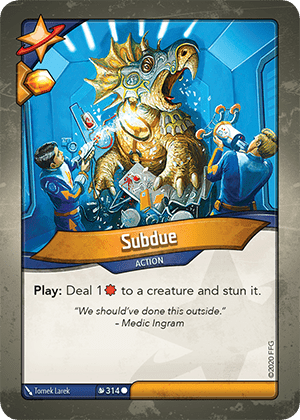 Subdue
ACTION
Play: Deal 1 to a creature and stun it.
"We should've done this outside."
- Medic Ingram
©2020 FFG
Tomek Larek
314